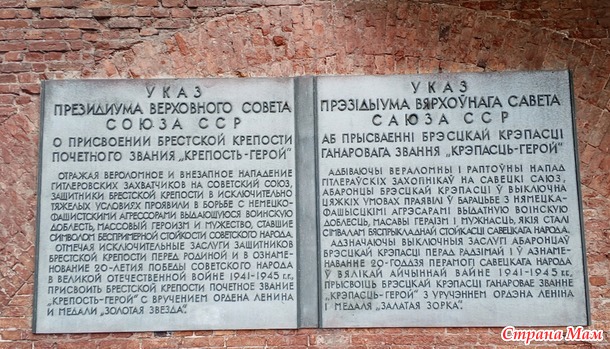 УКАЗ
ПРЕЗИДИУМА ВЕРХОВНОГО СОВЕТА
СОЮЗА ССР
О ПРИСВОЕНИИ БРЕСТСКОЙ КРЕПОСТИ
ПОЧЕТНОГО ЗВАНИЯ „КРЕПОСТЬ-ГЕРОЙ"
ОТРАЖАЯ ВЕРОЛОМНОЕ И ВНЕЗАПНОЕ НАПАДЕНИЕ
ГИТЛЕРОВСКИХ ЗАХВАТЧИКОВ НА СОВЕТСКИЙ СОЮЗ,
ЗАЩИТНИКИ БРЕСТСКОЙ КРЕПОСТИ В ИСКЛЮЧИТЕЛЬНО
ТЯЖЕЛЫХ УСЛОВИЯХ ПРОЯВИЛИ В БОРЬБЕ С НЕМЕЦКО-
ФАШИСТСКИМИ АГРЕССОРАМИ ВЫДАЮЩУЮСЯ ВОИНСКУЮ
ДОБЛЕСТЬ, МАССОВЫЙ ГЕРОИЗМ И МУЖЕСТВО, СТАВШИЕ
СИМВОЛОМ БЕСПРИМЕРНОЙ СТОЙКОСТИ СОВЕТСКОГО НАРОДА.
ОТМЕЧАЯ ИСКЛЮЧИТЕЛЬНЫЕ ЗАСЛУГИ ЗАЩИТНИКОВ
БРЕСТСКОЙ КРЕПОСТИ ПЕРЕД РОДИНОЙ И В ОЗНАМЕ-
НОВАНИЕ 20-ЛЕТИЯ ПОБЕДЫ СОВЕТСКОГО НАРОДА
В ВЕЛИКОЙ ОТЕЧЕСТВЕННОЙ ВОЙНЕ 1941-1945 г.г.,
ПРИСВОИТЬ БРЕСТСКОЙ КРЕПОСТИ ПОЧЕТНОЕ ЗВАНИЕ
„КРЕПОСТЬ-ГЕРОЙ" С ВРУЧЕНИЕМ ОРДЕНА ЛЕНИНА
И МЕДАЛИ „ЗОЛОТАЯ ЗВЕЗДА".
УКАЗ
ПРЭЗІДЫУМА ВЯРХОЎНАГА САВЕТА
САЮЗА ССР
АБ ПРЫСВАЕННІ БРЭСЦКАЙ КРЭПАСЦІ
ГАНАРОВАГА ЗВАННЯ „КРЭПАСЦЬ-ГЕРОЙ"
АДБІВАЮЧЫ ВЕРАЛОМНЫ І РАПТОЎНЫ НАПАД
ГІТЛЕРАЎСКІХ ЗАХОПНІКАЎ НА САВЕЦКІ САЮЗ,
АБАРОНЦЫ БРЭСЦКАЙ КРЭПАСЦІ Ў ВЫКЛЮЧНА
ЦЯЖКІХ УМОВАХ ПРАЯВІЛІ Ў БАРАЦЬБЕ З НЯМЕЦКА-
ФАШЫСЦКІМІ АГРЭСАРАМІ ВЫДАТНУЮ ВОІНСКУЮ
ДОБЛЕСЦЬ, МАСАВЫ ГЕРАІЗМ І МУЖНАСЦЬ, ЯКІЯ СТАЛІ
СІМВАЛАМ БЯСПРЫКЛАДНАЙ СТОЙКАСЦІ САВЕЦКАГА НАРОДА.
АДЗНАЧАЮЧЫ ВЫКЛЮЧНЫЯ ЗАСЛУГІ АБАРОНЦАЎ
БРЭСЦКАЙ КРЭПАСЦІ ПЕРАД РАДЗІМАЙ І Ў АЗНАМЕ-
НАВАННЕ 20-ГОДДЗЯ ПЕРАМОГІ САВЕЦКАГА НАРОДА
Ў ВЯЛІКАЙ АЙЧЫННАЙ ВАЙНЕ 1941-1945 г.г.,
ПРЫСВОІЦЬ БРЭСЦКАЙ КРЭПАСЦІ ГАНАРОВАЕ ЗВАННЕ
„КРЭПАСЦЬ-ГЕРОЙ" З УРУЧЭННЕМ ОРДЭНА ЛЕНІНА
І МЕДАЛЯ „ЗАЛАТАЯ ЗОРКА".
Страна Мам